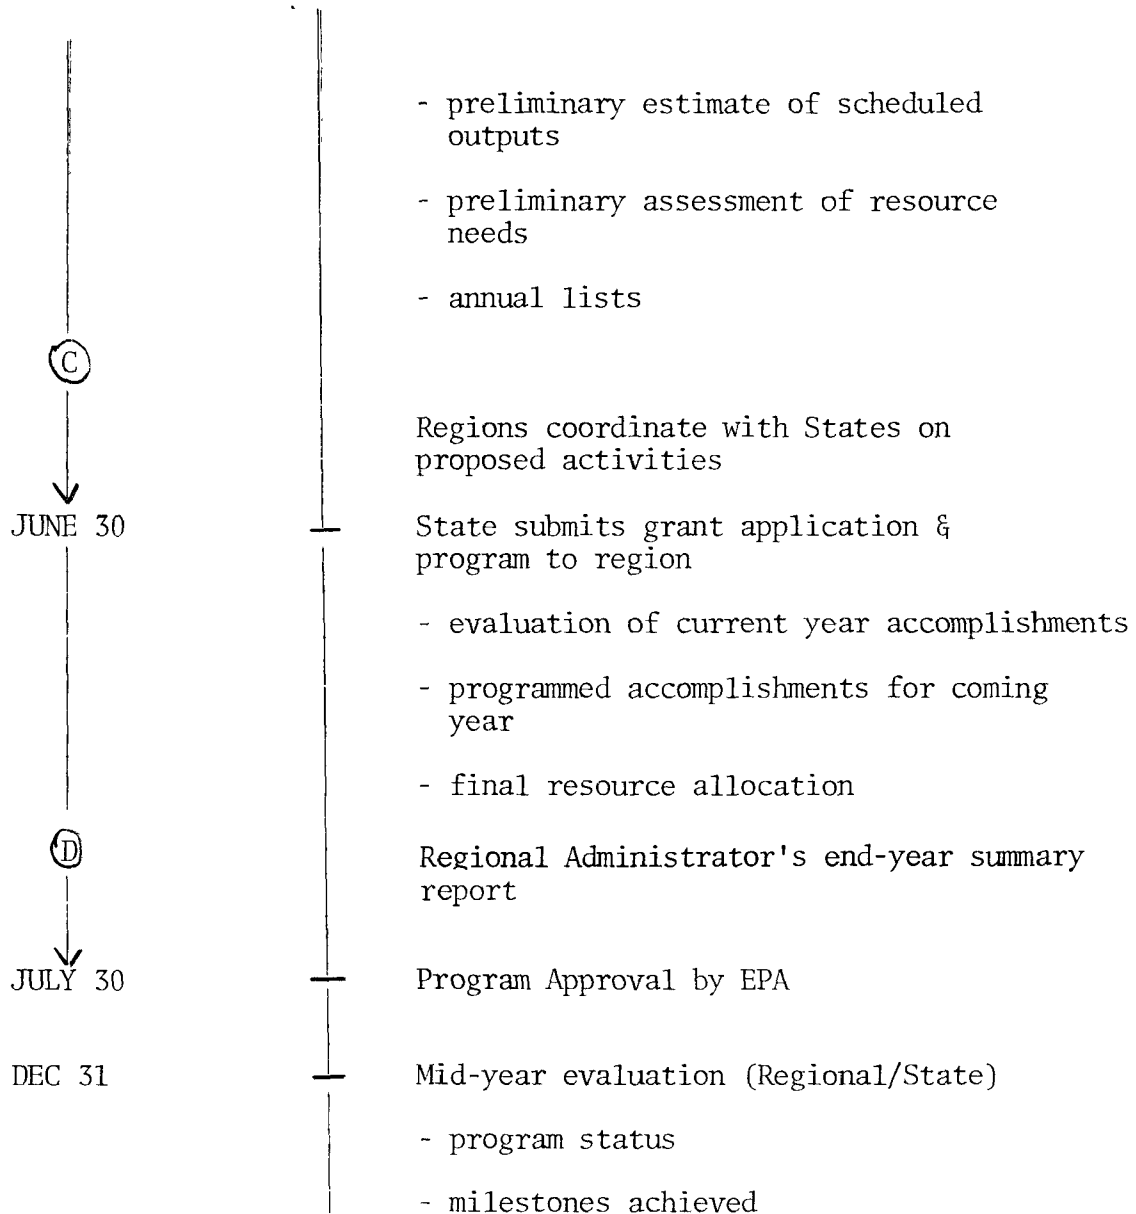 - preliminary estimate of scheduled
outputs
- preliminary assessment of resource
needs
- annual lists
C
Regions coordinate with States on
proposed activities
JUNE 30
State submits grant application &
program to region
- evaluation of current year accomplishments
- programmed accomplishments for coming
year
- final resource allocation
D
Regional Administrator's end-year summary
report
JULY 30
Program Approval by EPA
DEC 31
Mid-year evaluation (Regional/State)
- program status
- milestones achieved